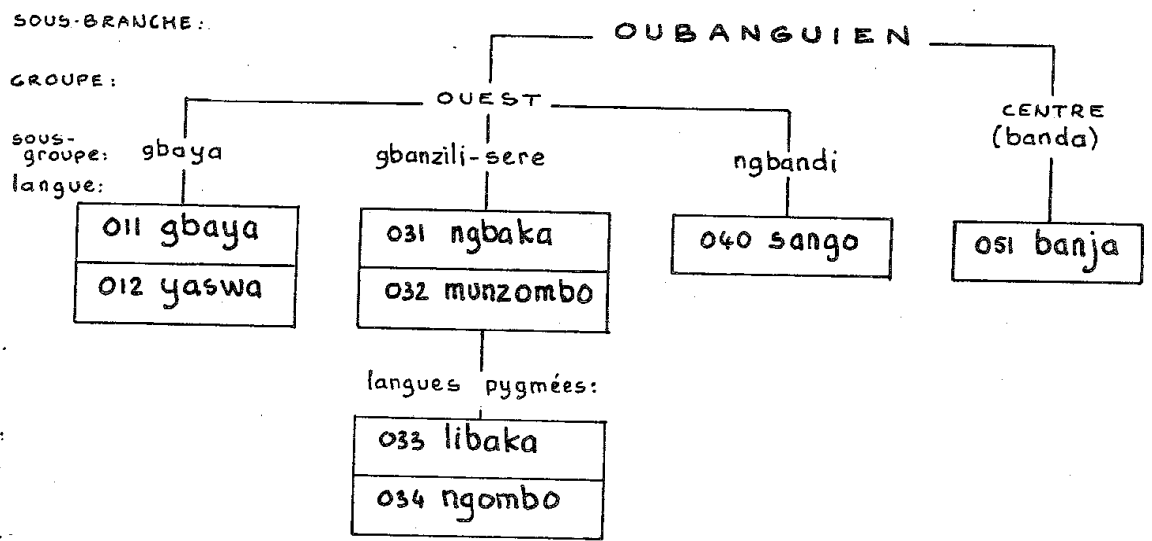 SOUS-BRANCHE:
OUBANGUIEN
GROUPE:
OUEST
CENTRE
(banda)
sous-
groupe:
gbaya
gbanzili-sere
ngbandi
langue:
011 gbaya
031 ngbaka
040 sango
051 banja
012 yaswa
032 munzombo
langues pygmées:
033 libaka
034 ngombo